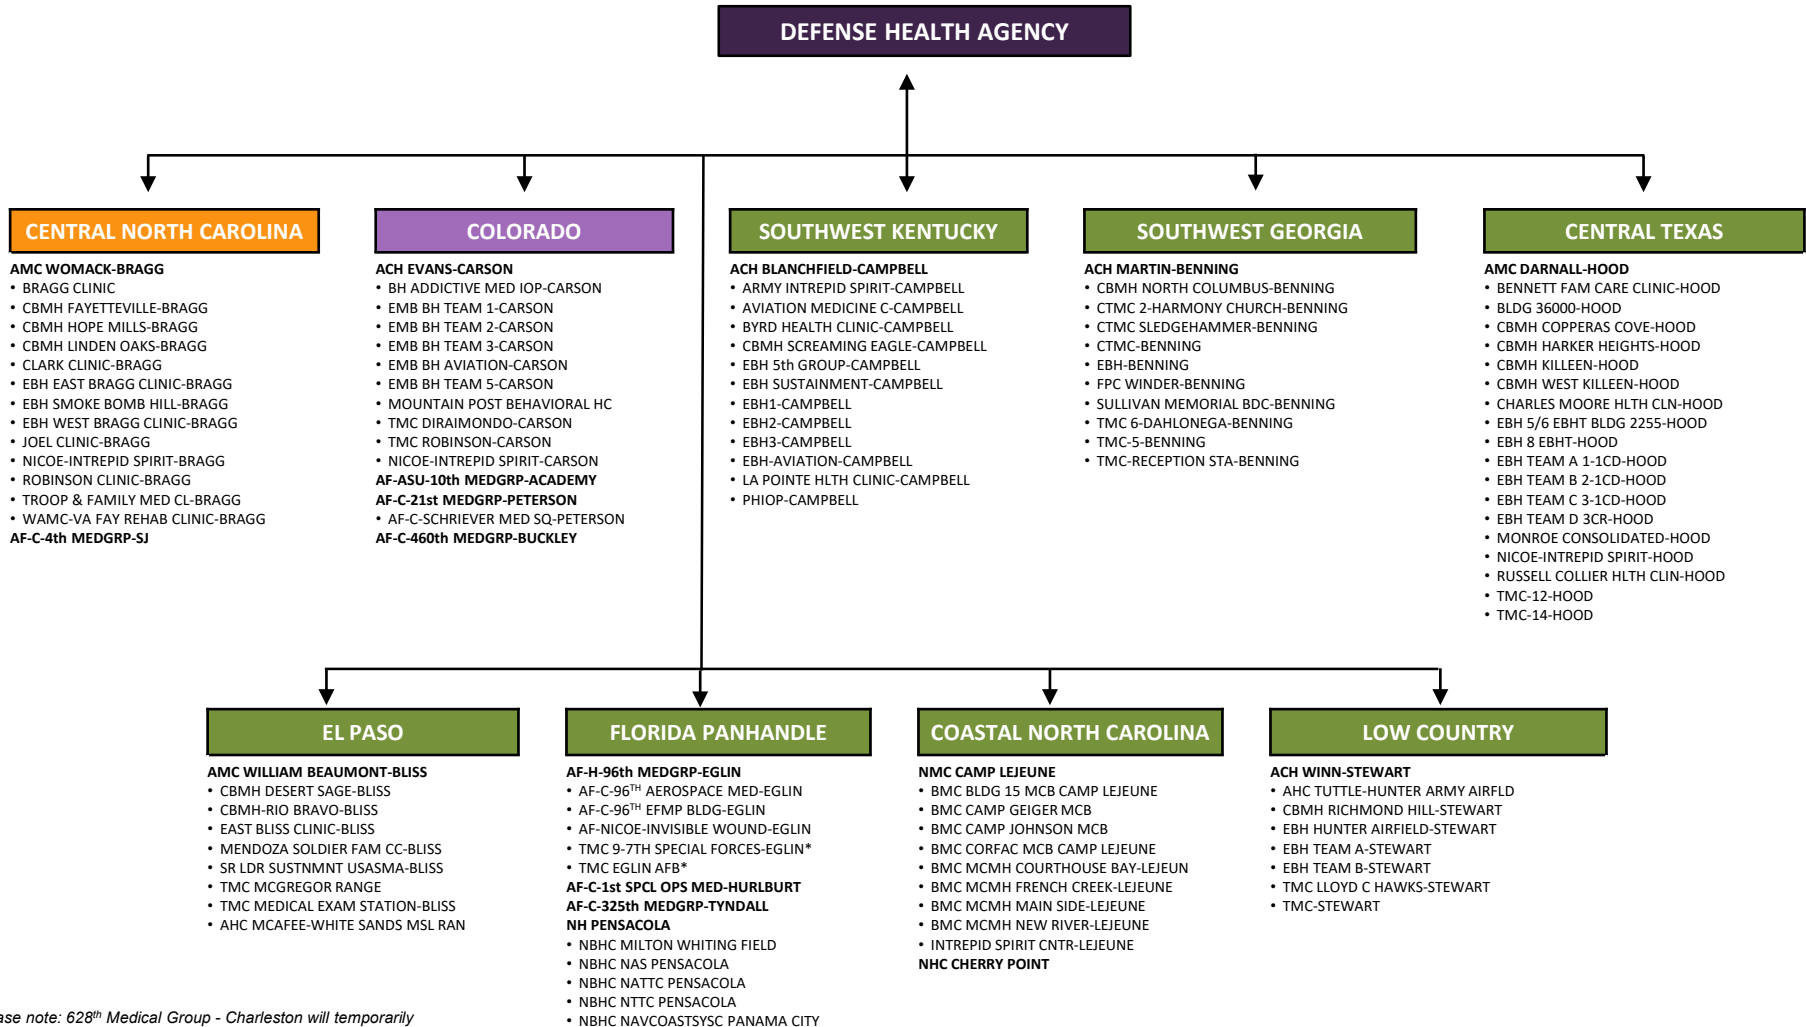 DEFENSE HEALTH AGENCY
CENTRAL NORTH CAROLINA
AMC WOMACK-BRAGG
• BRAGG CLINIC
• CBMH FAYETTEVILLE-BRAGG
• CBMH HOPE MILLS-BRAGG
• CBMH LINDEN OAKS-BRAGG
• CLARK CLINIC-BRAGG
• EBH EAST BRAGG CLINIC-BRAGG
• EBH SMOKE BOMB HILL-BRAGG
• EBH WEST BRAGG CLINIC-BRAGG
• JOEL CLINIC-BRAGG
• NICOE-INTREPID SPIRIT-BRAGG
• ROBINSON CLINIC-BRAGG
• TROOP & FAMILY MED CL-BRAGG
• WAMC-VA FAY REHAB CLINIC-BRAGG
AF-C-4th MEDGRP-SJ
COLORADO
ACH EVANS-CARSON
• BH ADDICTIVE MED IOP-CARSON
• EMB BH TEAM 1-CARSON
• EMB BH TEAM 2-CARSON
• EMB BH TEAM 3-CARSON
• EMB BH AVIATION-CARSON
• EMB BH TEAM 5-CARSON
• MOUNTAIN POST BEHAVIORAL HC
• TMC DIRAIMONDO-CARSON
• TMC ROBINSON-CARSON
• NICOE-INTREPID SPIRIT-CARSON
AF-ASU-10th MEDGRP-ACADEMY
AF-C-21st MEDGRP-PETERSON
• AF-C-SCHRIEVER MED SQ-PETERSON
AF-C-460th MEDGRP-BUCKLEY
SOUTHWEST KENTUCKY
ACH BLANCHFIELD-CAMPBELL
• ARMY INTREPID SPIRIT-CAMPBELL
• AVIATION MEDICINE C-CAMPBELL
• BYRD HEALTH CLINIC-CAMPBELL
• CBMH SCREAMING EAGLE-CAMPBELL
• EBH 5th GROUP-CAMPBELL
• EBH SUSTAINMENT-CAMPBELL
• EBH1-CAMPBELL
• EBH2-CAMPBELL
• EBH3-CAMPBELL
• EBH-AVIATION-CAMPBELL
• LA POINTE HLTH CLINIC-CAMPBELL
• PHIOP-CAMPBELL
SOUTHWEST GEORGIA
ACH MARTIN-BENNING
• CBMH NORTH COLUMBUS-BENNING
• CTMC 2-HARMONY CHURCH-BENNING
• CTMC SLEDGEHAMMER-BENNING
• CTMC-BENNING
• EBH-BENNING
• FPC WINDER-BENNING
• SULLIVAN MEMORIAL BDC-BENNING
• TMC 6-DAHLONEGA-BENNING
• TMC-5-BENNING
• TMC-RECEPTION STA-BENNING
CENTRAL TEXAS
AMC DARNALL-HOOD
• BENNETT FAM CARE CLINIC-HOOD
• BLDG 36000-HOOD
• CBMH COPPERAS COVE-HOOD
• CBMH HARKER HEIGHTS-HOOD
• CBMH KILLEEN-HOOD
• CBMH WEST KILLEEN-HOOD
• CHARLES MOORE HLTH CLN-HOOD
• EBH 5/6 EBHT BLDG 2255-HOOD
• EBH 8 EBHT-HOOD
• EBH TEAM A 1-1CD-HOOD
• EBH TEAM B 2-1CD-HOOD
• EBH TEAM C 3-1CD-HOOD
• EBH TEAM D 3CR-HOOD
• MONROE CONSOLIDATED-HOOD
• NICOE-INTREPID SPIRIT-HOOD
• RUSSELL COLLIER HLTH CLIN-HOOD
• TMC-12-HOOD
• TMC-14-HOOD
EL PASO
AMC WILLIAM BEAUMONT-BLISS
• CBMH DESERT SAGE-BLISS
• CBMH-RIO BRAVO-BLISS
• EAST BLISS CLINIC-BLISS
• MENDOZA SOLDIER FAM CC-BLISS
• SR LDR SUSTNMNT USASMA-BLISS
• TMC MCGREGOR RANGE
• TMC MEDICAL EXAM STATION-BLISS
• AHC MCAFEE-WHITE SANDS MSL RAN
FLORIDA PANHANDLE
AF-H-96th MEDGRP-EGLIN
• AF-C-96TH AEROSPACE MED-EGLIN
• AF-C-96TH EFMP BLDG-EGLIN
• AF-NICOE-INVISIBLE WOUND-EGLIN
• TMC 9-7TH SPECIAL FORCES-EGLIN*
• TMC EGLIN AFB*
AF-C-1st SPCL OPS MED-HURLBURT
AF-C-325th MEDGRP-TYNDALL
NH PENSACOLA
• NBHC MILTON WHITING FIELD
• NBHC NAS PENSACOLA
• NBHC NATTC PENSACOLA
• NBHC NTTC PENSACOLA
• NBHC NAVCOASTSYSC PANAMA CITY
COASTAL NORTH CAROLINA
NMC CAMP LEJEUNE
• BMC BLDG 15 MCB CAMP LEJEUNE
• BMC CAMP GEIGER MCB
• BMC CAMP JOHNSON MCB
• BMC CORFAC MCB CAMP LEJEUNE
• BMC MCMH COURTHOUSE BAY-LEJEUN
• BMC MCMH FRENCH CREEK-LEJEUNE
• BMC MCMH MAIN SIDE-LEJEUNE
• BMC MCMH NEW RIVER-LEJEUNE
• INTREPID SPIRIT CNTR-LEJEUNE
NHC CHERRY POINT
LOW COUNTRY
ACH WINN-STEWART
• AHC TUTTLE-HUNTER ARMY AIRFLD
• CBMH RICHMOND HILL-STEWART
• EBH HUNTER AIRFIELD-STEWART
• EBH TEAM A-STEWART
• EBH TEAM B-STEWART
• TMC LLOYD C HAWKS-STEWART
• TMC-STEWART
ase note: 628th Medical Group - Charleston will temporarily